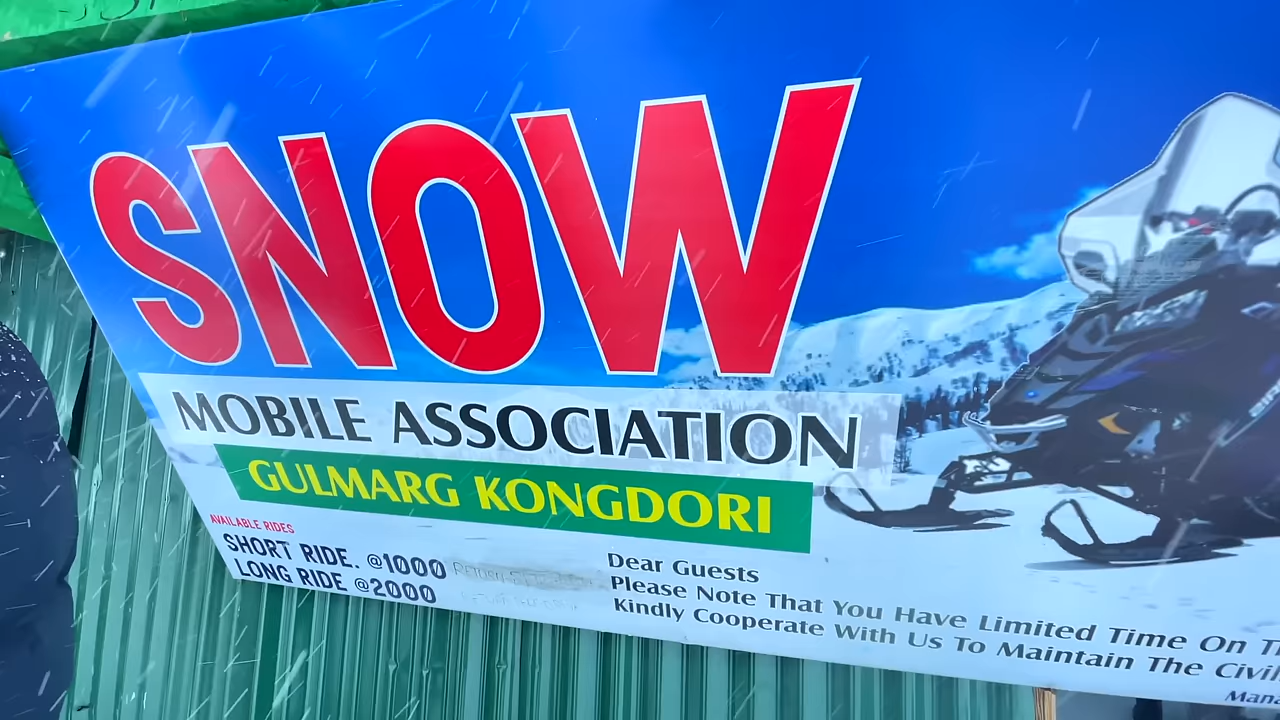 SNOW
MOBILE ASSOCIATION
GULMARG KONGDORI
AVAILABLE RIDES
SHORT RIDE. @1000
LONG RIDE @2000
Dear Guests
Please Note That You Have Limited Time On
Kindly Cooperate With Us To Maintain The